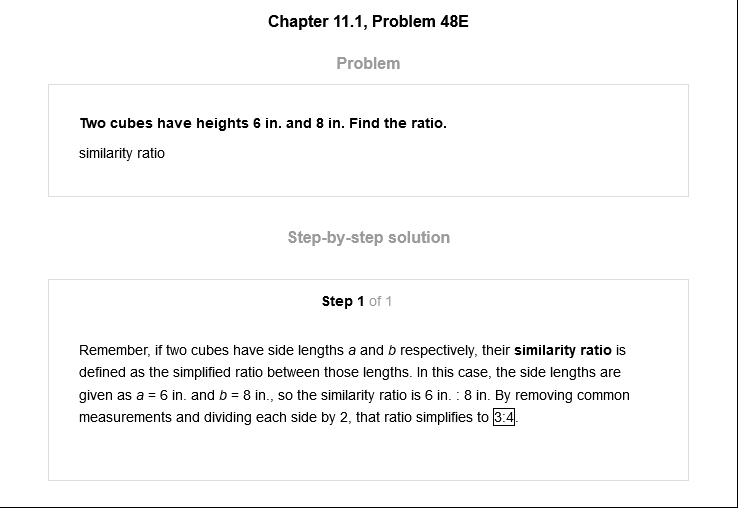 Chapter 11.1, Problem 48E
Problem
Two cubes have heights 6 in. and 8 in. Find the ratio.
similarity ratio
Step-by-step solution
Step 1 of 1
Remember, if two cubes have side lengths a and b respectively, their similarity ratio is
defined as the simplified ratio between those lengths. In this case, the side lengths are
given as a = 6 in. and b = 8 in., so the similarity ratio is 6 in. : 8 in. By removing common
measurements and dividing each side by 2, that ratio simplifies to 3:4.